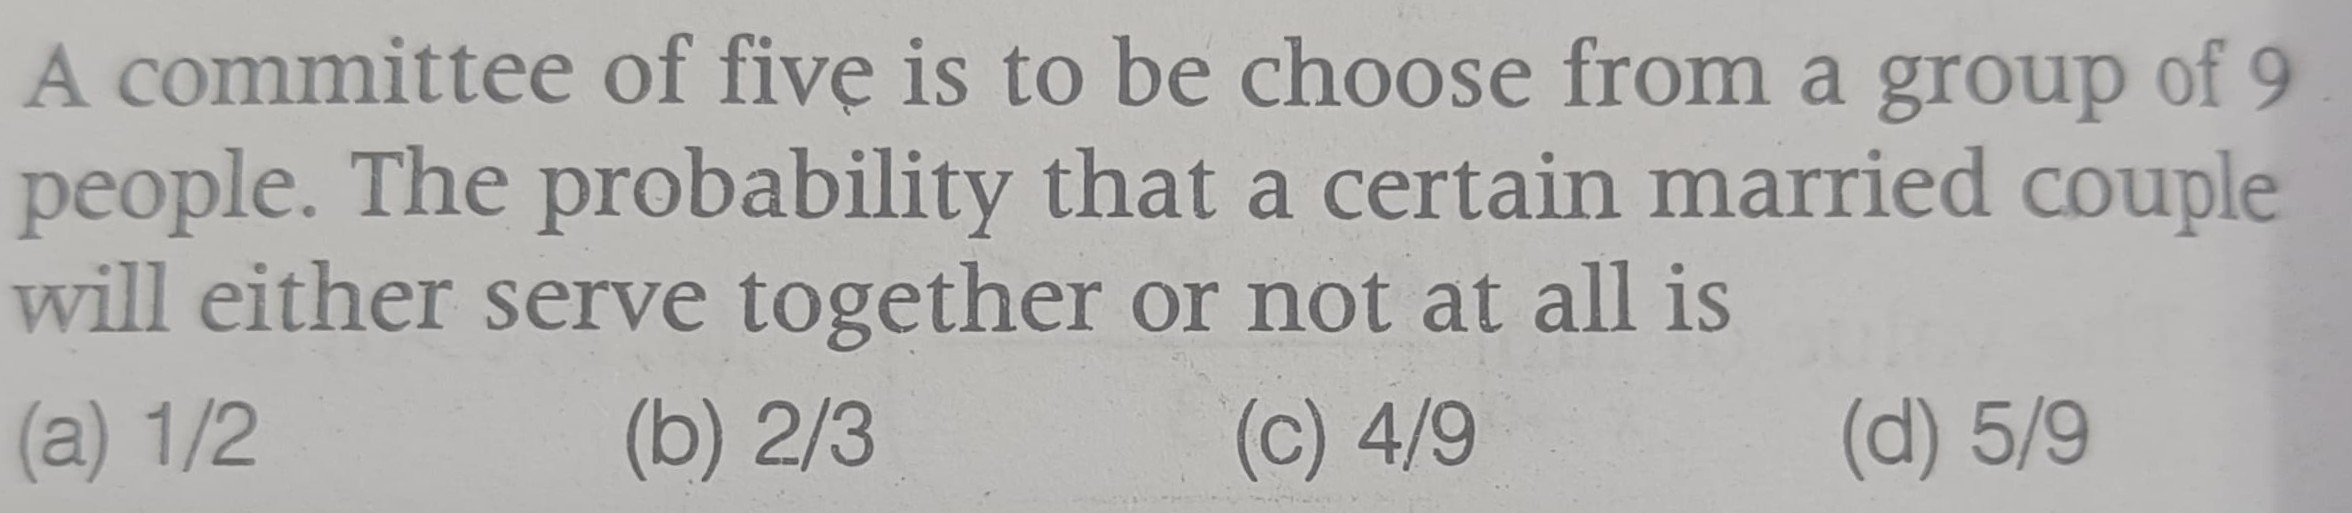 A committee of five is to be choose from a group of 9
people. The probability that a certain married couple
will either serve together or not at all is
(a) 1/2 (b) 2/3 (c) 4/9 (d) 5/9